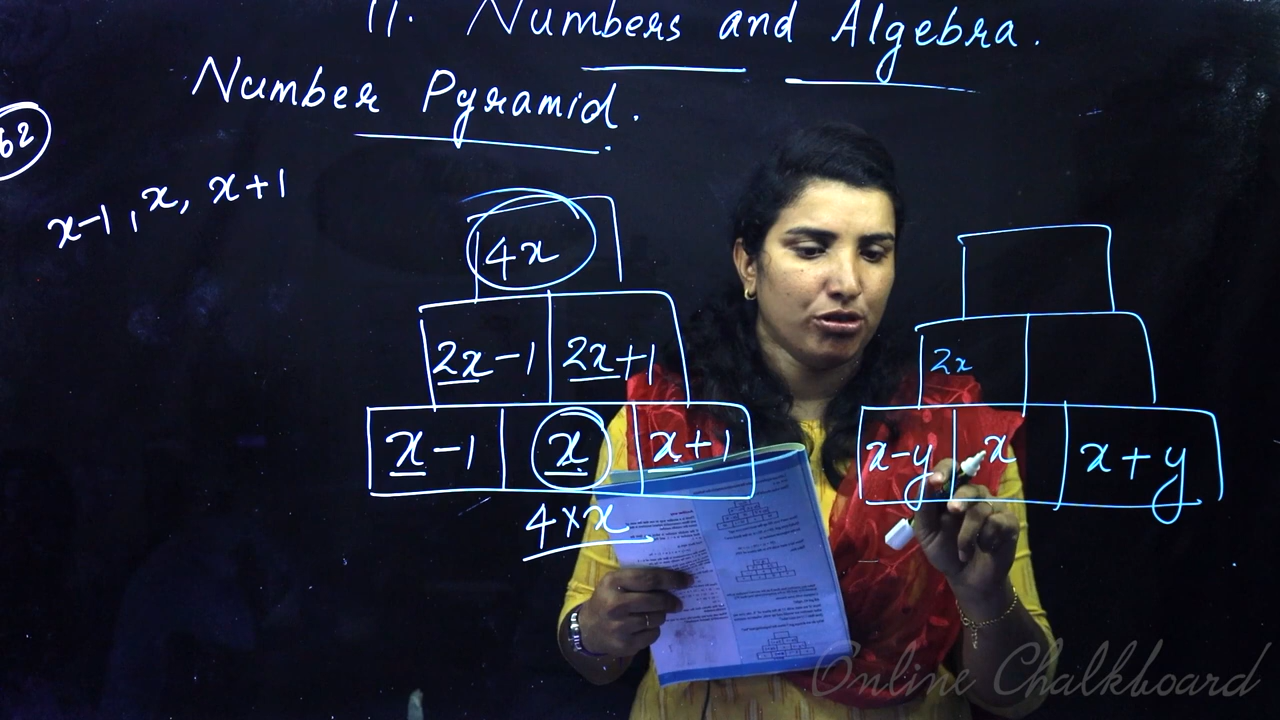 11. Numbers and Algebra.
Number Pyramid.
62
x-1, x, x+1
4x
2x-1 2x+1
x-1 x x+1
4×x
2x
x-y x x+y
Online Chalkboard